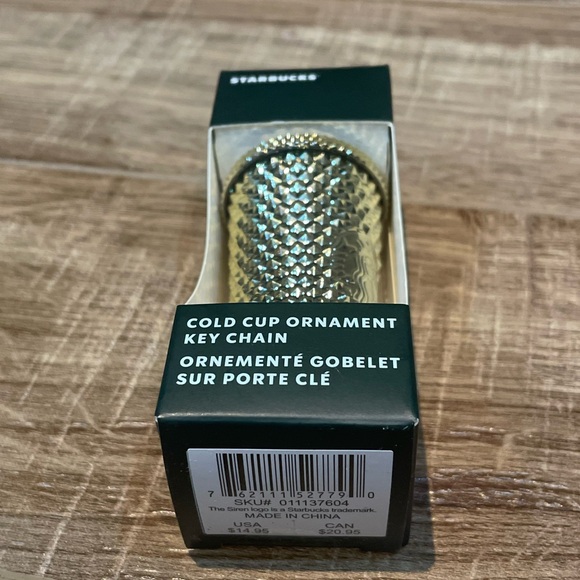 STARBUCKS®
COLD CUP ORNAMENT
KEY CHAIN
ORNEMENTÉ GOBELET
SUR PORTE CLÉ
7 62111 52779 0
SKU# 011137604
The Siren logo is a Starbucks trademark.
MADE IN CHINA
USA CAN
$14.95 $20.95